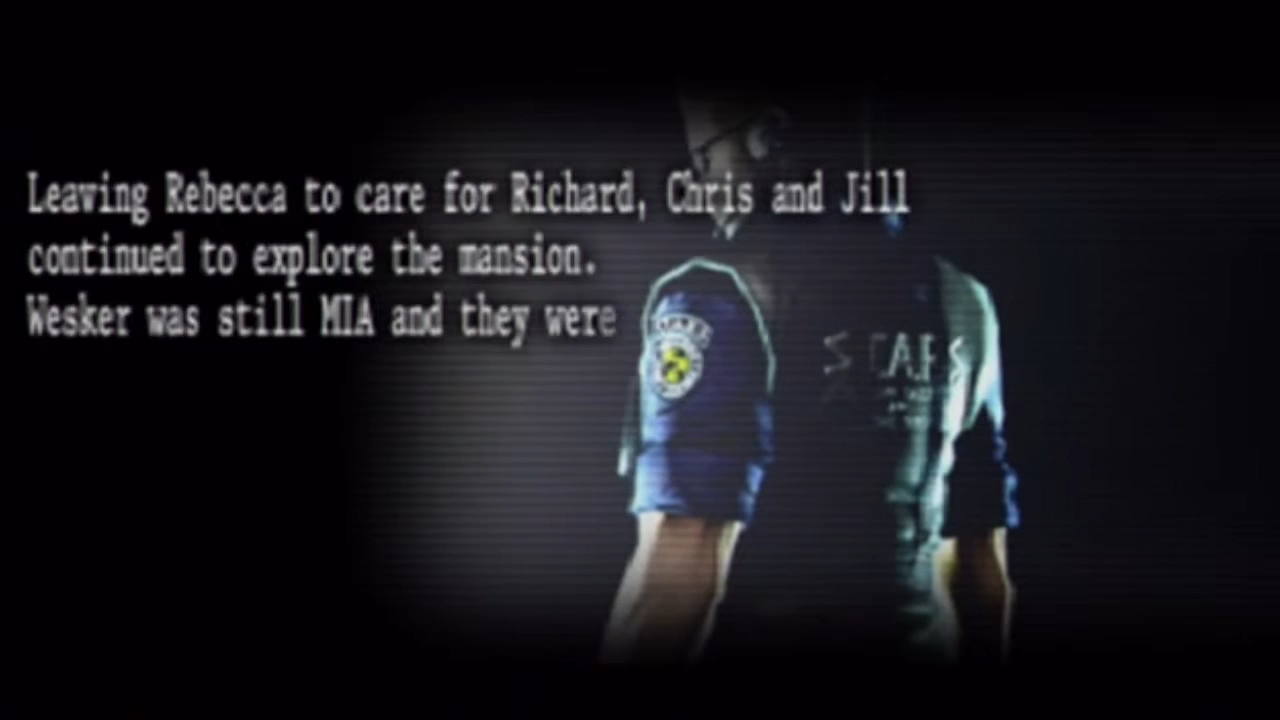 Leaving Rebecca to care for Richard, Chris and Jill
continued to explore the mansion.
Wesker was still MIA and they were
S.T.A.R.S